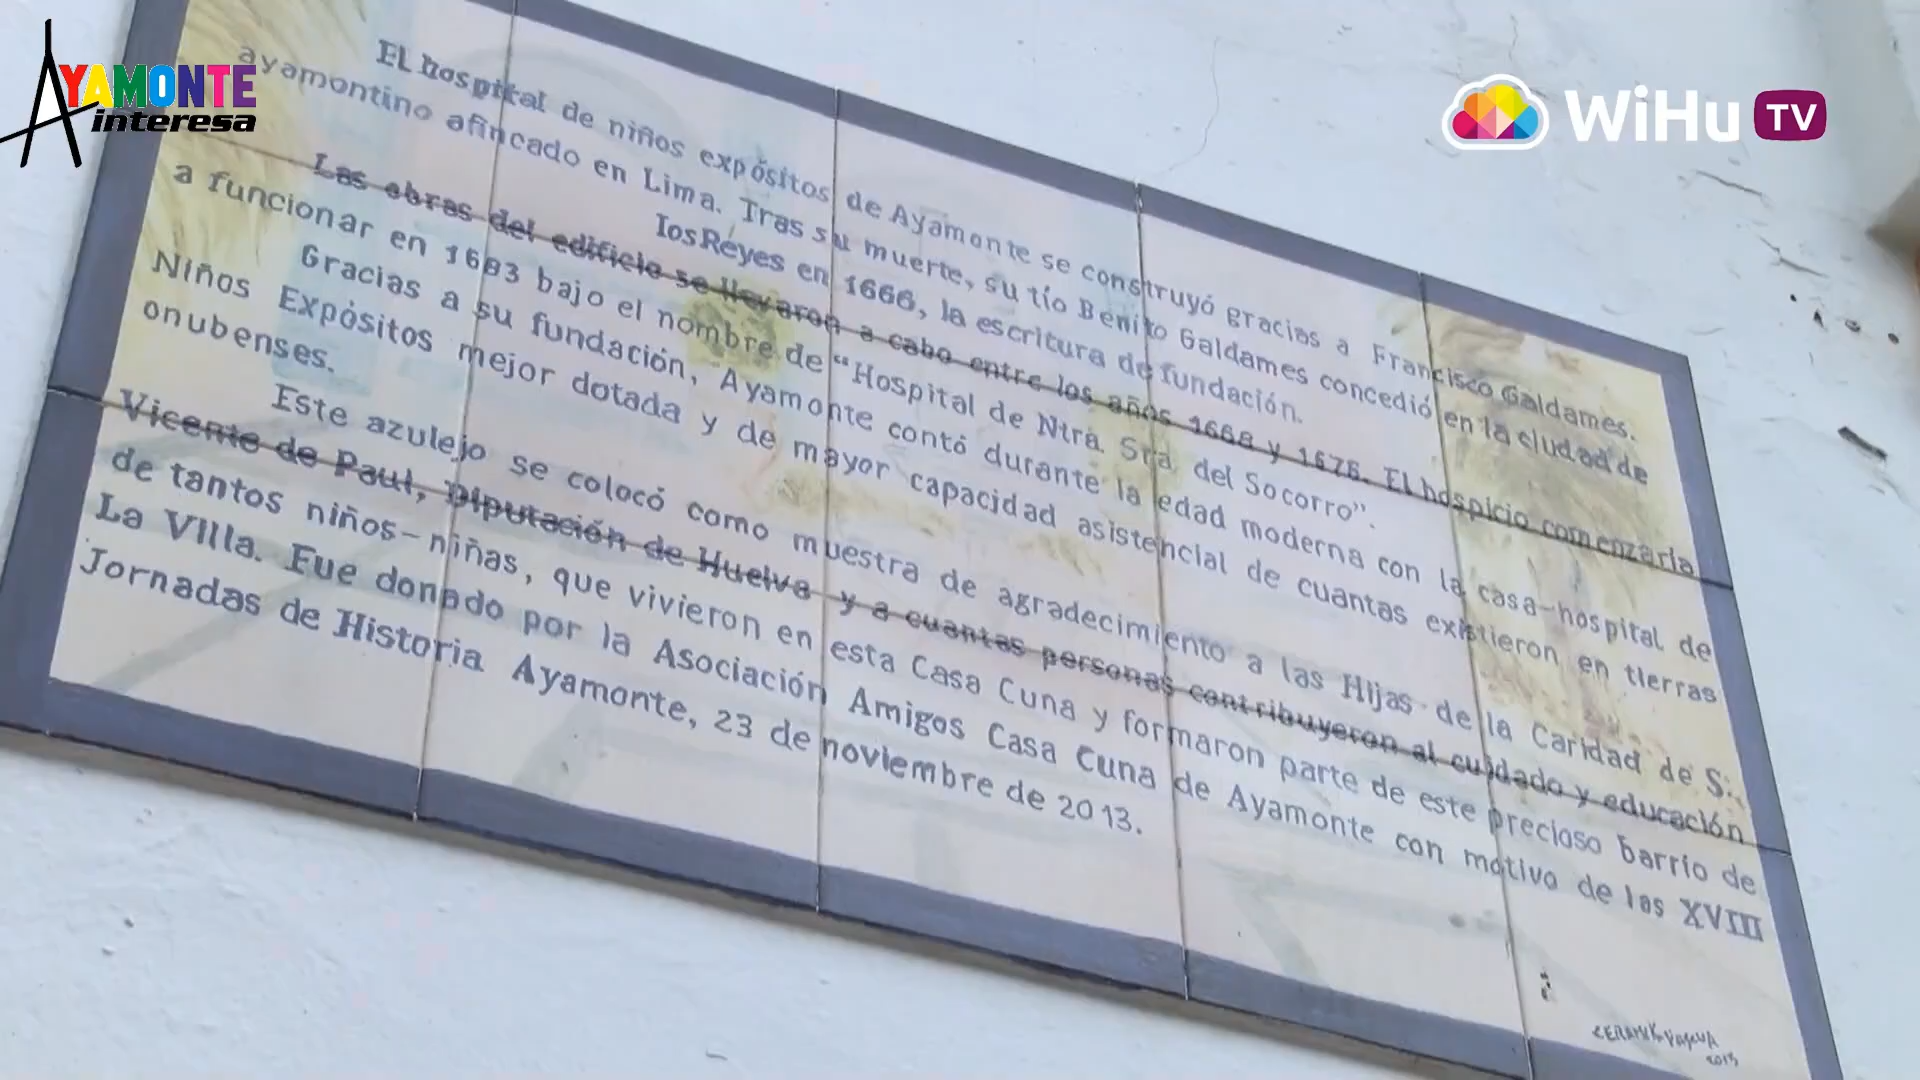 AYAMONTE
interesa
WiHu TV
EL hospital de niños expósitos de Ayamonte se construyó gracias a Francisco Galdames.
ayamontino afincado en Lima. Tras su muerte, su tío Benito Galdames concedió en la ciudad de
los Reyes en 1666, la escritura de fundación.
Las obras del edificio se llevaron a cabo entre los años 1668 y 1676. El hospicio comenzaría
a funcionar en 1683 bajo el nombre de “Hospital de Ntra. Sra. del Socorro”.
Gracias a su fundación, Ayamonte contó durante la edad moderna con la casa-hospital de
Niños Expósitos mejor dotada y de mayor capacidad asistencial de cuantas existieron en tierras
onubenses.
Este azulejo se colocó como muestra de agradecimiento a las Hijas de la Caridad de S.
Vicente de Paul, Diputación de Huelva y a cuantas personas contribuyeron al cuidado y educación
de tantos niños-niñas, que vivieron en esta Casa Cuna y formaron parte de este precioso barrio de
La Villa. Fue donado por la Asociación Amigos Casa Cuna de Ayamonte con motivo de las XVIII
Jornadas de Historia Ayamonte, 23 de noviembre de 2013.
2013